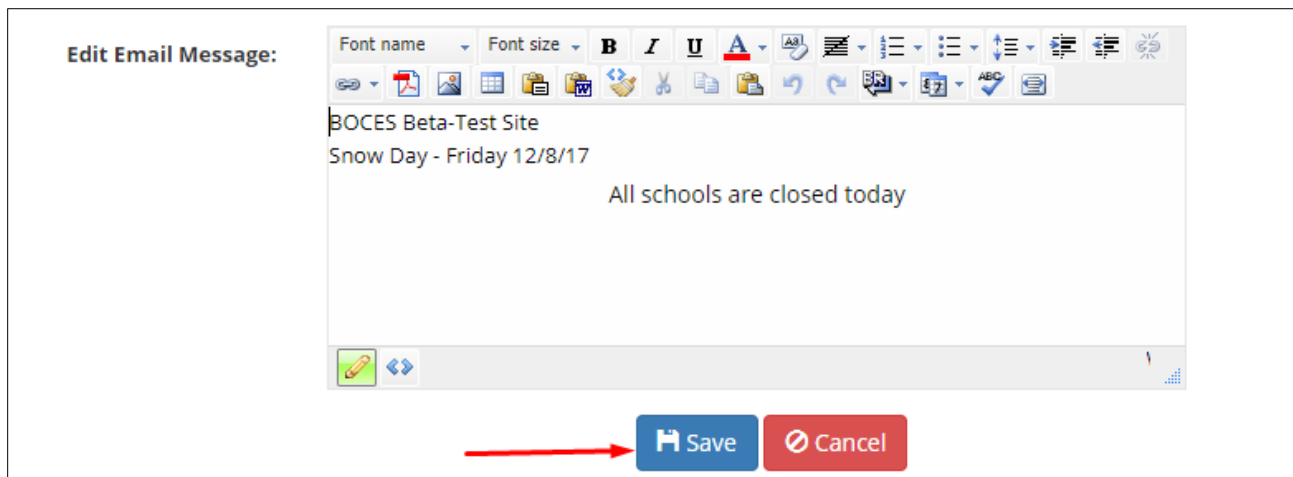 Edit Email Message:
Font name Font size B I U A
BOCES Beta-Test Site
Snow Day - Friday 12/8/17
All schools are closed today
Save Cancel